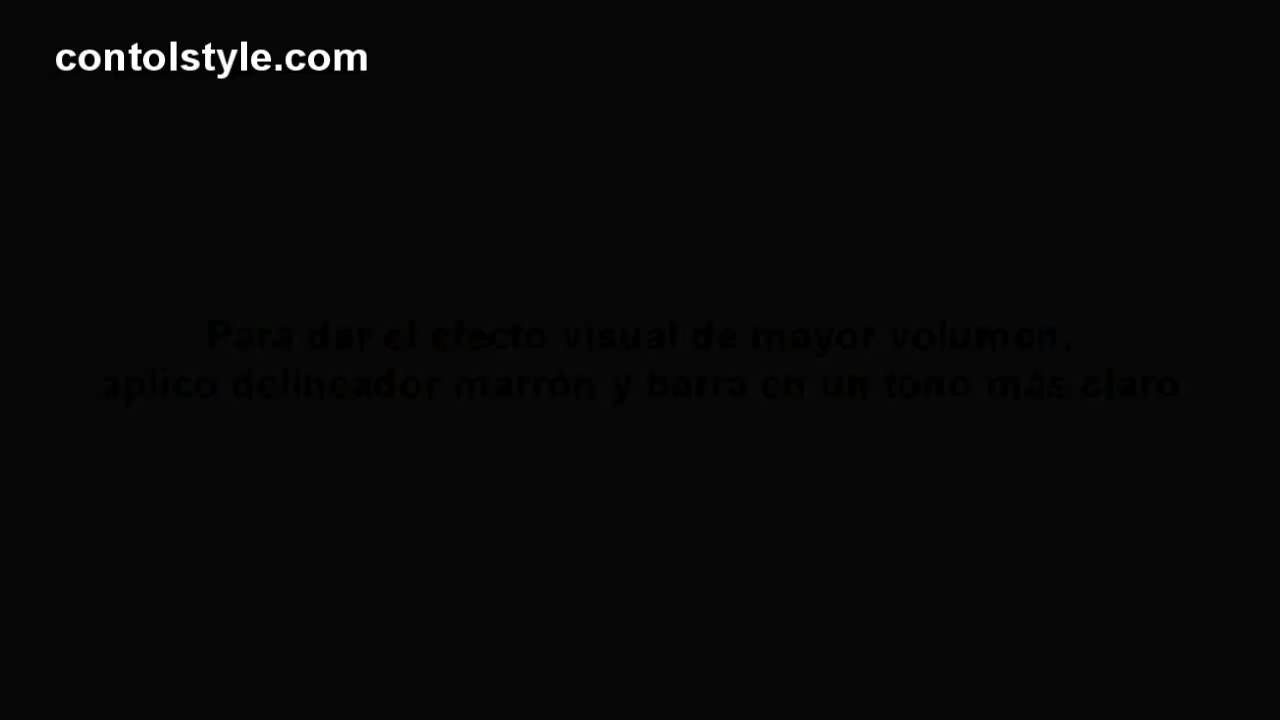 contolstyle.com
Para dar el efecto visual de mayor volumen,
aplico delineador marrón y barra en un tono más claro